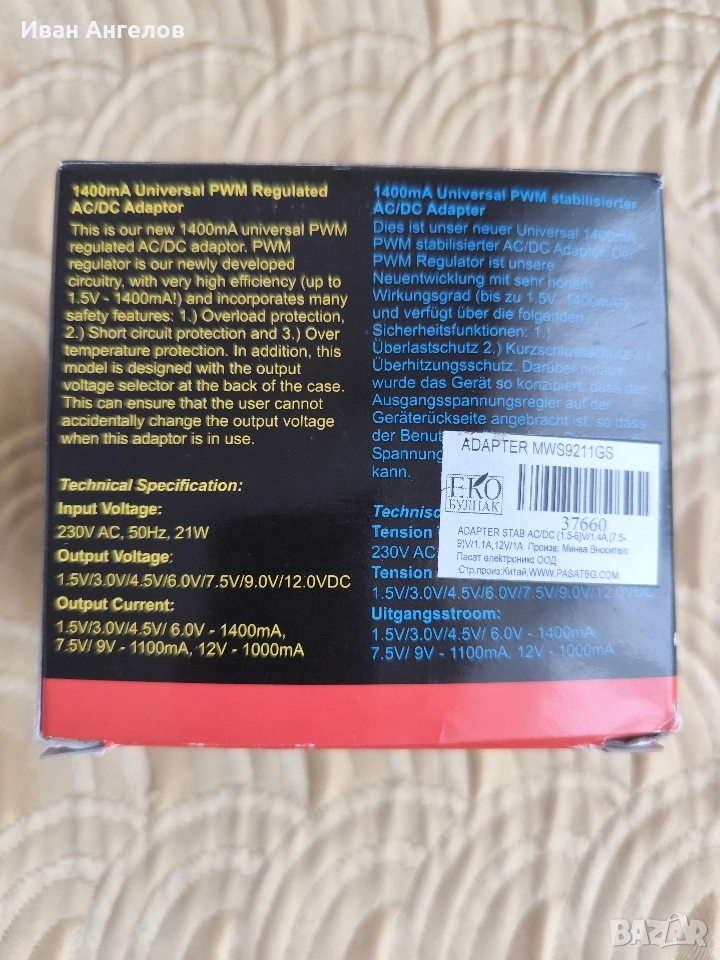 Иван Ангелов
1400mA Universal PWM Regulated
AC/DC Adaptor
This is our new 1400mA universal PWM
regulated AC/DC adaptor. PWM
regulator is our newly developed
circuitry, with very high efficiency (up to
1.5V - 1400mA!) and incorporates many
safety features: 1.) Overload protection,
2.) Short circuit protection and 3.) Over
temperature protection. In addition, this
model is designed with the output
voltage selector at the back of the case.
This can ensure that the user cannot
accidentally change the output voltage
when this adaptor is in use.
Technical Specification:
Input Voltage:
230V AC, 50Hz, 21W
Output Voltage:
1.5V/3.0V/4.5V/6.0V/7.5V/9.0V/12.0VDC
Output Current:
1.5V/3.0V/4.5V/ 6.0V - 1400mA,
7.5V/ 9V - 1100mA, 12V - 1000mA
1400mA Universal PWM stabilisierter
AC/DC Adapter
Dies ist unser neuer Universal 1400mA
PWM stabilisierter AC/DC Adapter. Der
PWM Regulator ist unsere
Neuentwicklung mit sehr hohem
Wirkungsgrad (bis zu 1.5V 1400mA!)
und verfügt über die folgenden
Sicherheitsfunktionen: 1.)
Überlastschutz 2.) Kurzschlussschutz 3.)
Überhitzungsschutz. Darüber hinaus
wurde das Gerät so konzipiert, dass der
Ausgangsspannungsregler auf der
Geräterückseite angebracht ist, so dass
der Benut
Spannung
kann.
Technisc
Tension
230V AC,
Tension
1.5V/3.0V/4.5V/6.0V/7.5V/9.0V/12.0VDC
Uitgangsstroom:
1.5V/3.0V/4.5V/ 6.0V - 1400mA,
7.5V/ 9V - 1100mA, 12V - 1000mA
ADAPTER MWS9211GS
ЕКО
БУЛПАК
37660
ADAPTER STAB AC/DC (1.5-6)V/1.4A,(7.5-
9)V/1.1A,12V/1A Произв: Минва Вносител:
Пасат електроникс ООД
Стр.произ:Китай,WWW.PASATBG.COM
BAZAR